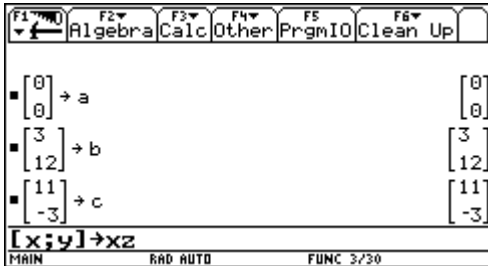 F1 F2 Algebra F3 Calc F4 Other F5 PrgmIO F6 Clean Up
[0 0] → a [0 0]
[3 12] → b [3 12]
[11 -3] → c [11 -3]
[x;y]→xz
MAIN RAD AUTO FUNC 3/30